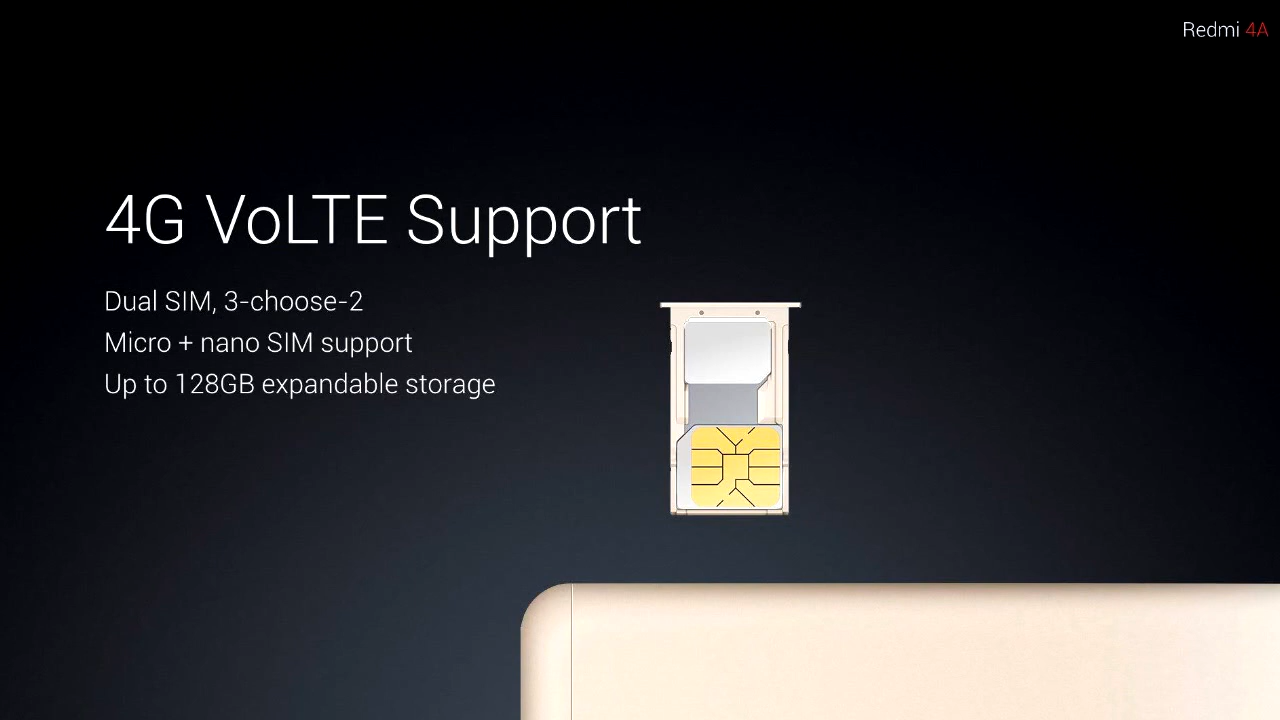 Redmi 4A
4G VoLTE Support
Dual SIM, 3-choose-2
Micro + nano SIM support
Up to 128GB expandable storage